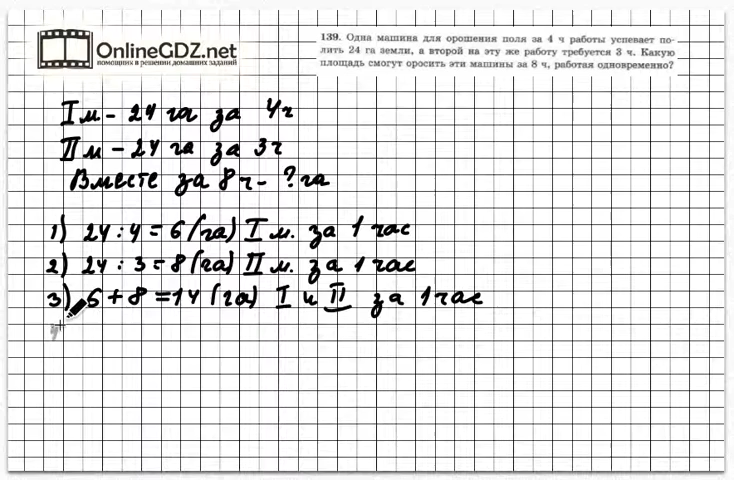 OnlineGDZ.net
помощник в решении домашних заданий
139. Одна машина для орошения поля за 4 ч работы успевает по-
лить 24 га земли, а второй на эту же работу требуется 3 ч. Какую
площадь смогут оросить эти машины за 8 ч, работая одновременно?
I м - 24 га за 4ч
II м - 24 га за 3ч
Вместе за 8ч - ? га
1) 24 : 4 = 6 (га) I м. за 1 час
2) 24 : 3 = 8 (га) II м. за 1 час
3) 6 + 8 = 14 (га) I и II за 1 час